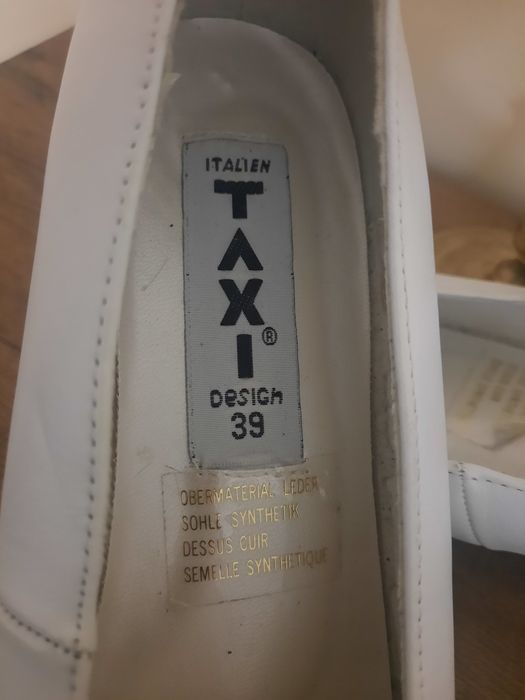 ITALIEN
TAXI®
DESIGN
39
OBERMATERIAL LEDER
SOHLE SYNTHETIK
DESSUS CUIR
SEMELLE SYNTHETIQUE